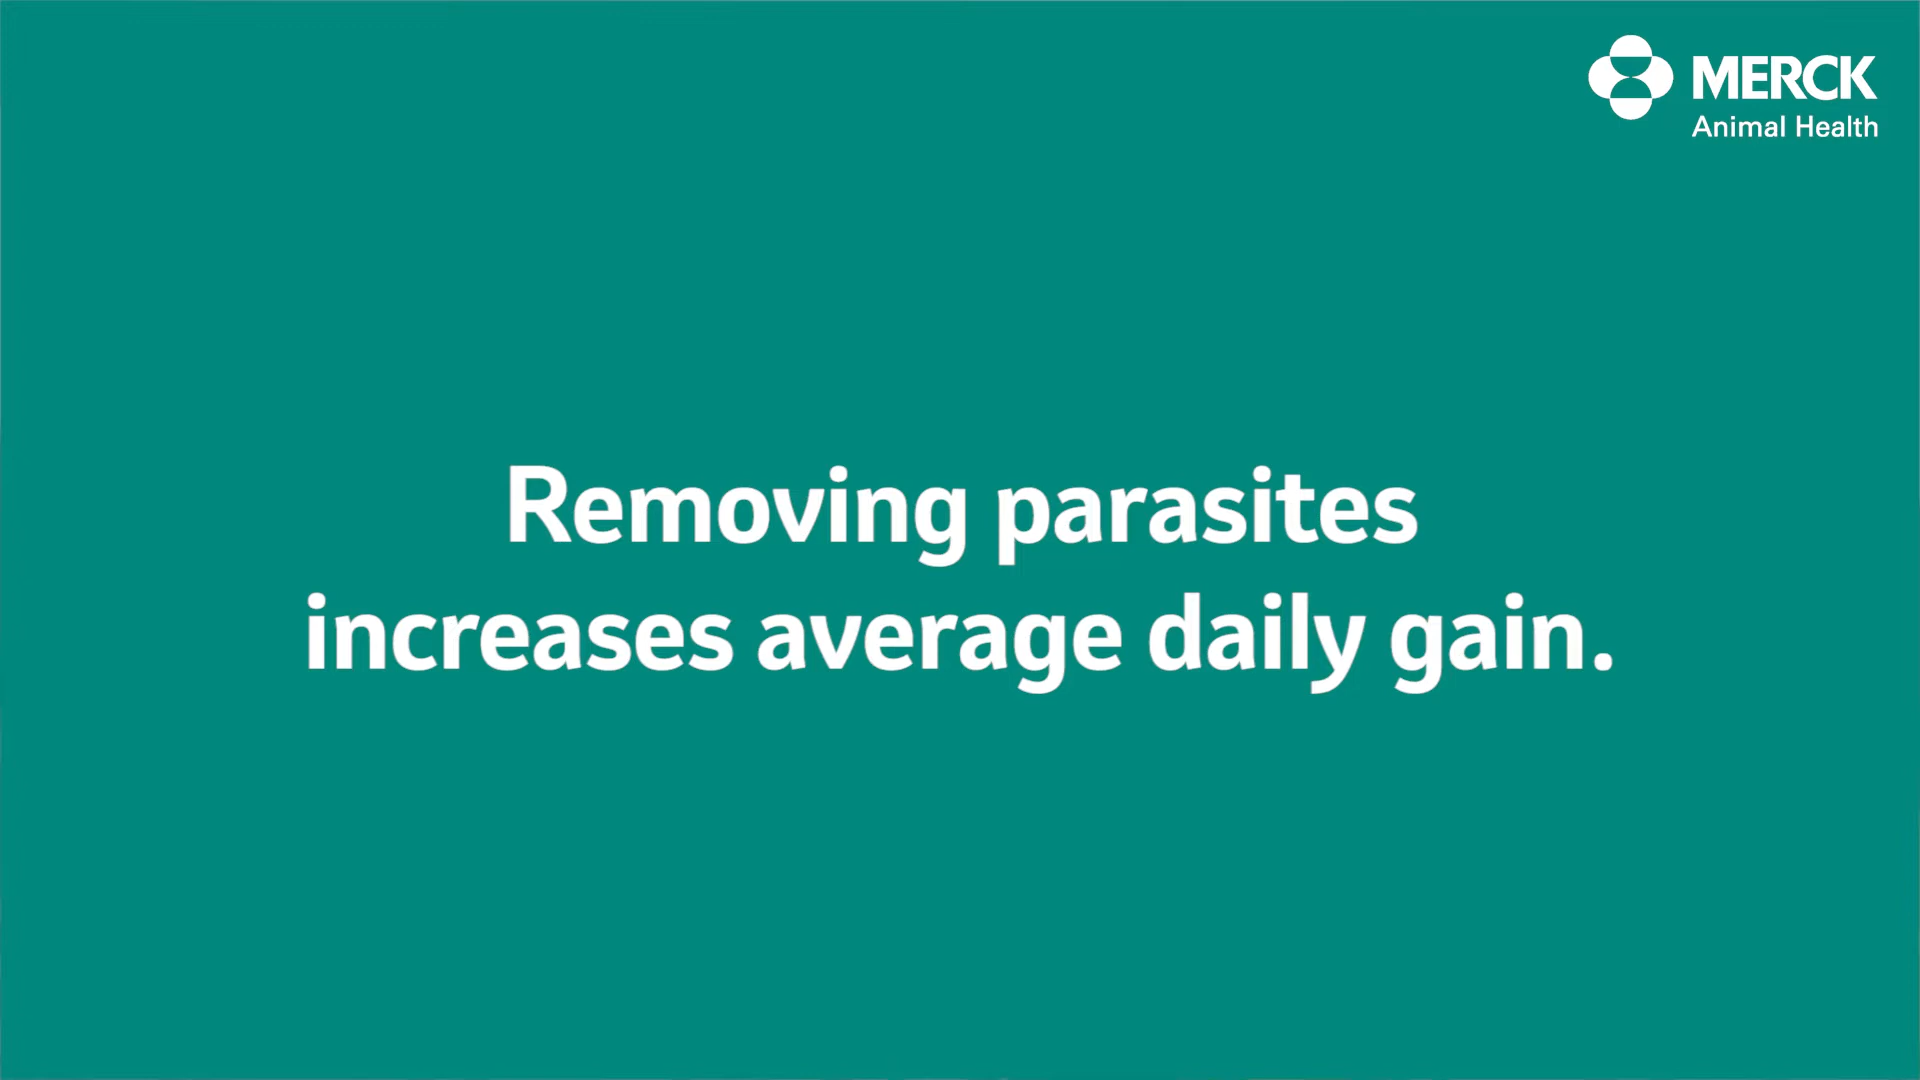 MERCK
Animal Health
Removing parasites
increases average daily gain.